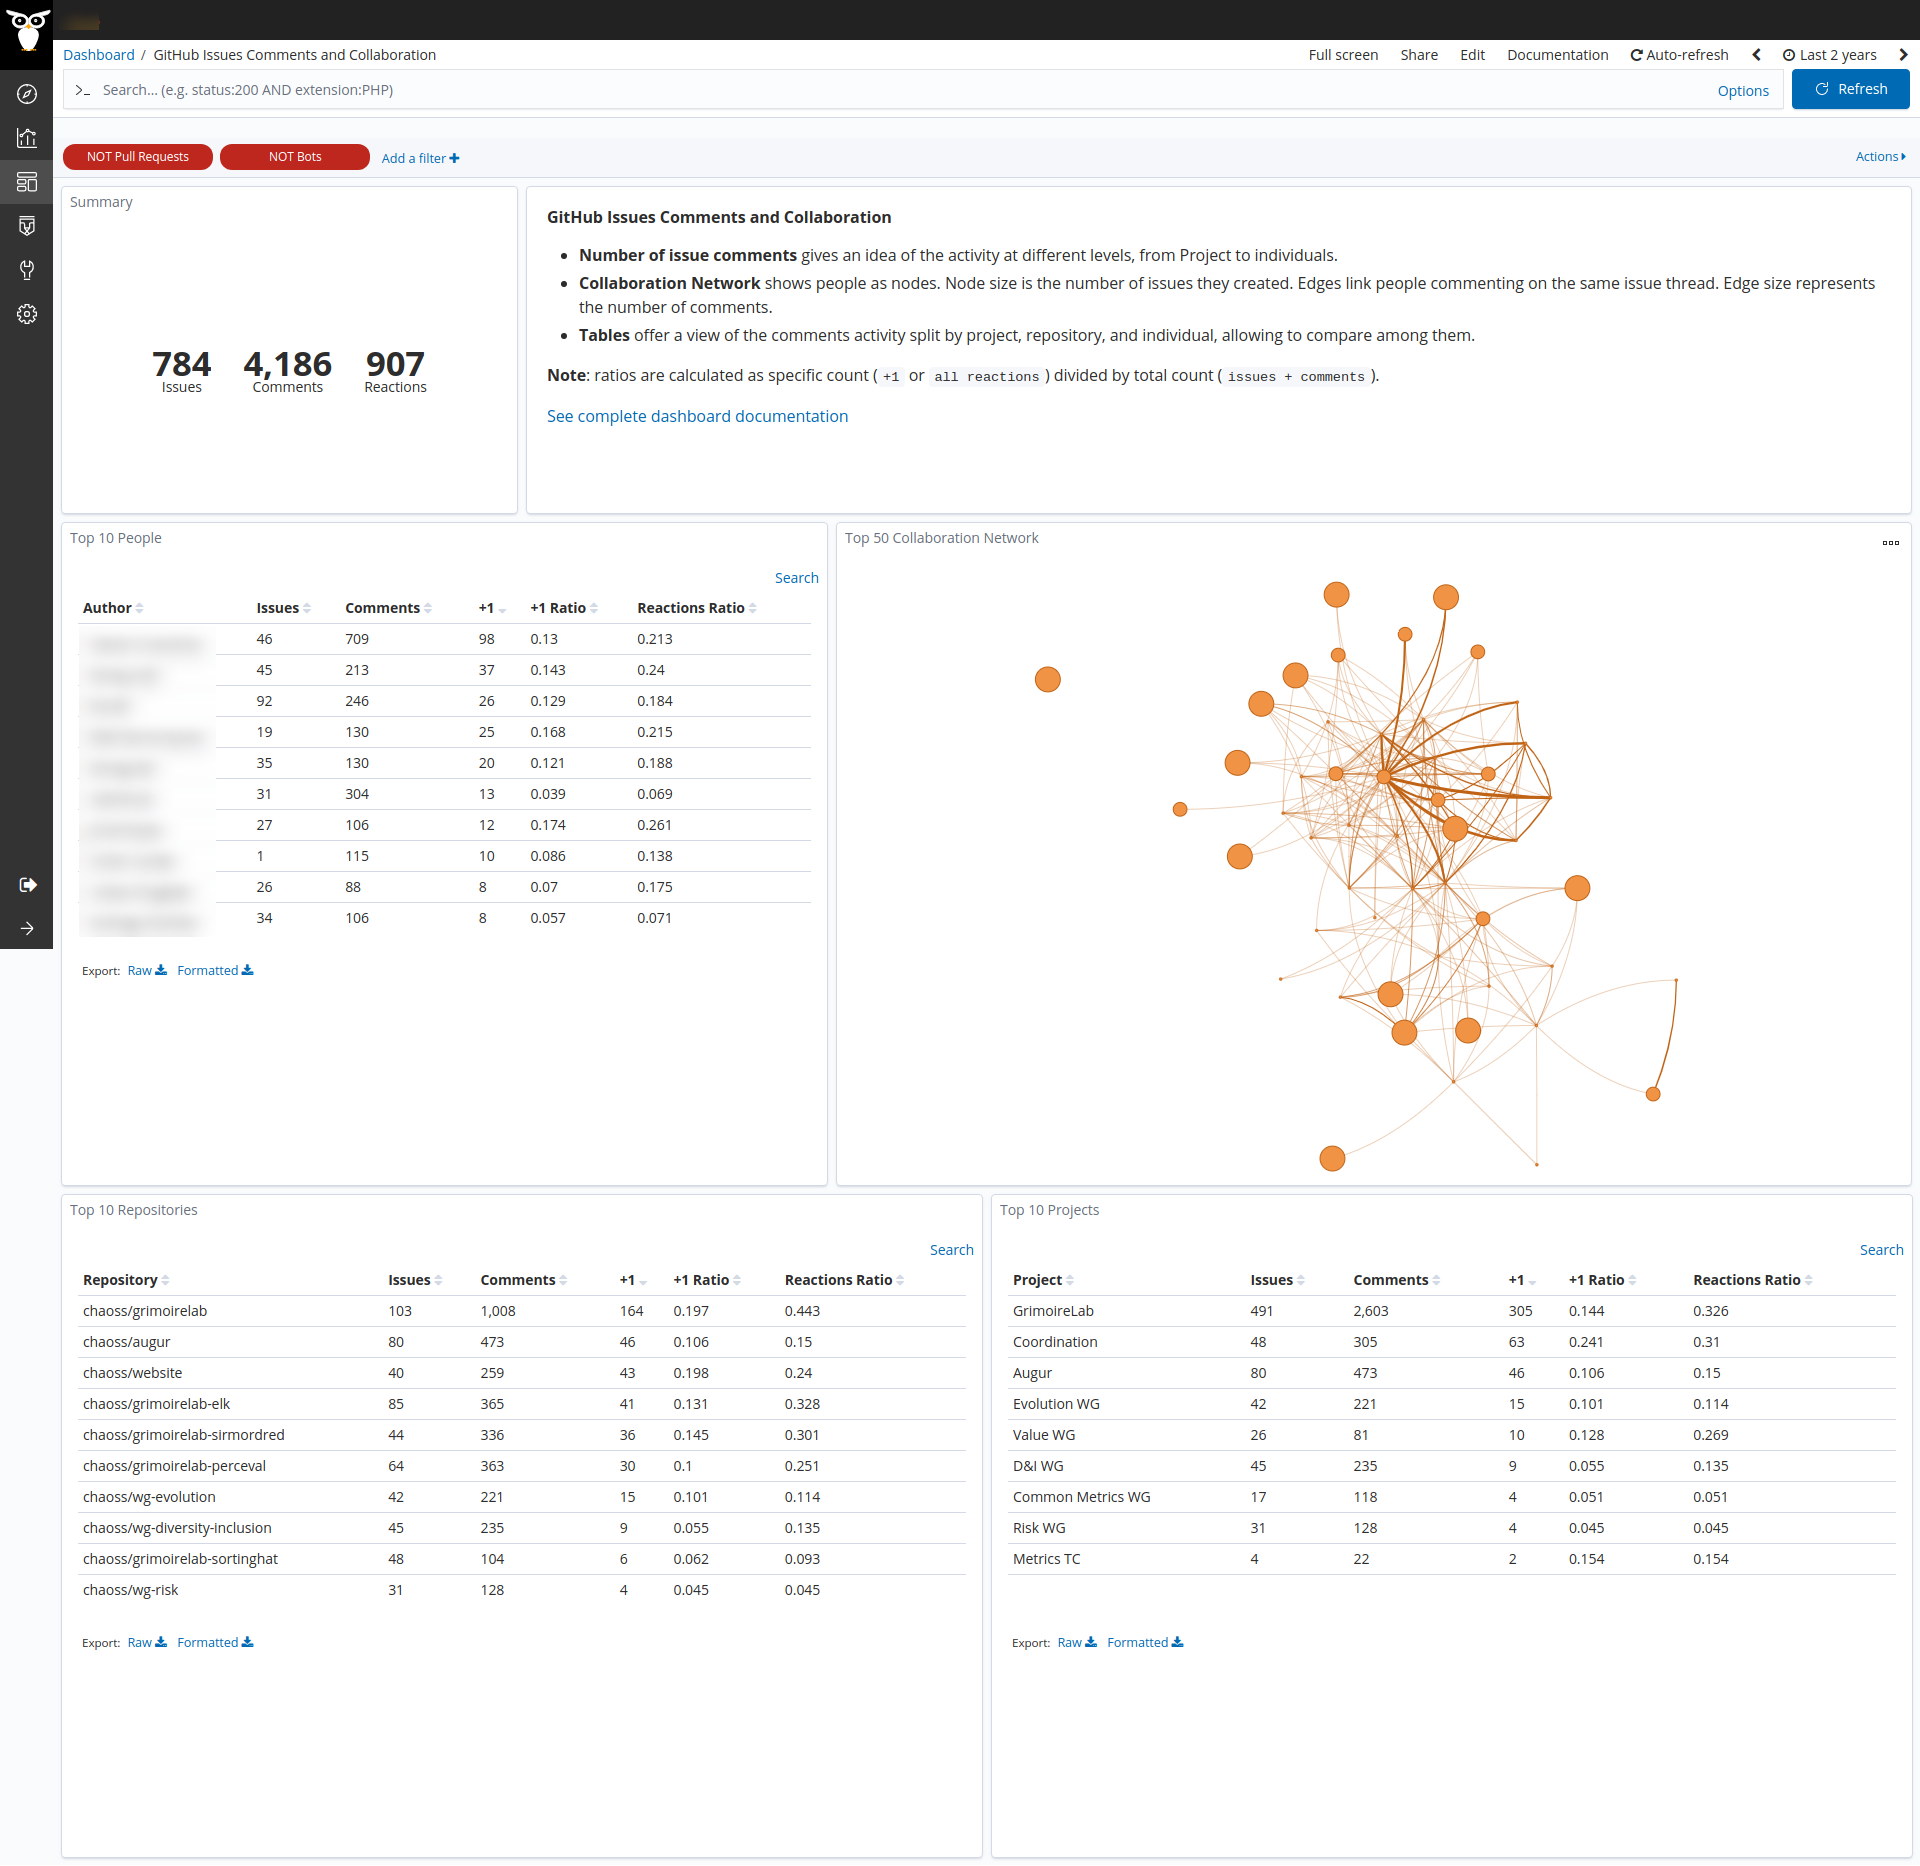 Dashboard / GitHub Issues Comments and Collaboration
Full screen Share Edit Documentation Auto-refresh Last 2 years
>_ Search... (e.g. status:200 AND extension:PHP) Options Refresh
NOT Pull Requests NOT Bots Add a filter Actions
Summary
784 4,186 907
Issues Comments Reactions
GitHub Issues Comments and Collaboration
• Number of issue comments gives an idea of the activity at different levels, from Project to individuals.
• Collaboration Network shows people as nodes. Node size is the number of issues they created. Edges link people commenting on the same issue thread. Edge size represents
the number of comments.
• Tables offer a view of the comments activity split by project, repository, and individual, allowing to compare among them.
Note: ratios are calculated as specific count ( +1 or all reactions ) divided by total count ( issues + comments ).
See complete dashboard documentation
Top 10 People
Search
Author Issues Comments +1 +1 Ratio Reactions Ratio
46 709 98 0.13 0.213
45 213 37 0.143 0.24
92 246 26 0.129 0.184
19 130 25 0.168 0.215
35 130 20 0.121 0.188
31 304 13 0.039 0.069
27 106 12 0.174 0.261
1 115 10 0.086 0.138
26 88 8 0.07 0.175
34 106 8 0.057 0.071
Export: Raw Formatted
Top 50 Collaboration Network
Top 10 Repositories
Search
Repository Issues Comments +1 +1 Ratio Reactions Ratio
chaoss/grimoirelab 103 1,008 164 0.197 0.443
chaoss/augur 80 473 46 0.106 0.15
chaoss/website 40 259 43 0.198 0.24
chaoss/grimoirelab-elk 85 365 41 0.131 0.328
chaoss/grimoirelab-sirmordred 44 336 36 0.145 0.301
chaoss/grimoirelab-perceval 64 363 30 0.1 0.251
chaoss/wg-evolution 42 221 15 0.101 0.114
chaoss/wg-diversity-inclusion 45 235 9 0.055 0.135
chaoss/grimoirelab-sortinghat 48 104 6 0.062 0.093
chaoss/wg-risk 31 128 4 0.045 0.045
Export: Raw Formatted
Top 10 Projects
Search
Project Issues Comments +1 +1 Ratio Reactions Ratio
GrimoireLab 491 2,603 305 0.144 0.326
Coordination 48 305 63 0.241 0.31
Augur 80 473 46 0.106 0.15
Evolution WG 42 221 15 0.101 0.114
Value WG 26 81 10 0.128 0.269
D&I WG 45 235 9 0.055 0.135
Common Metrics WG 17 118 4 0.051 0.051
Risk WG 31 128 4 0.045 0.045
Metrics TC 4 22 2 0.154 0.154
Export: Raw Formatted